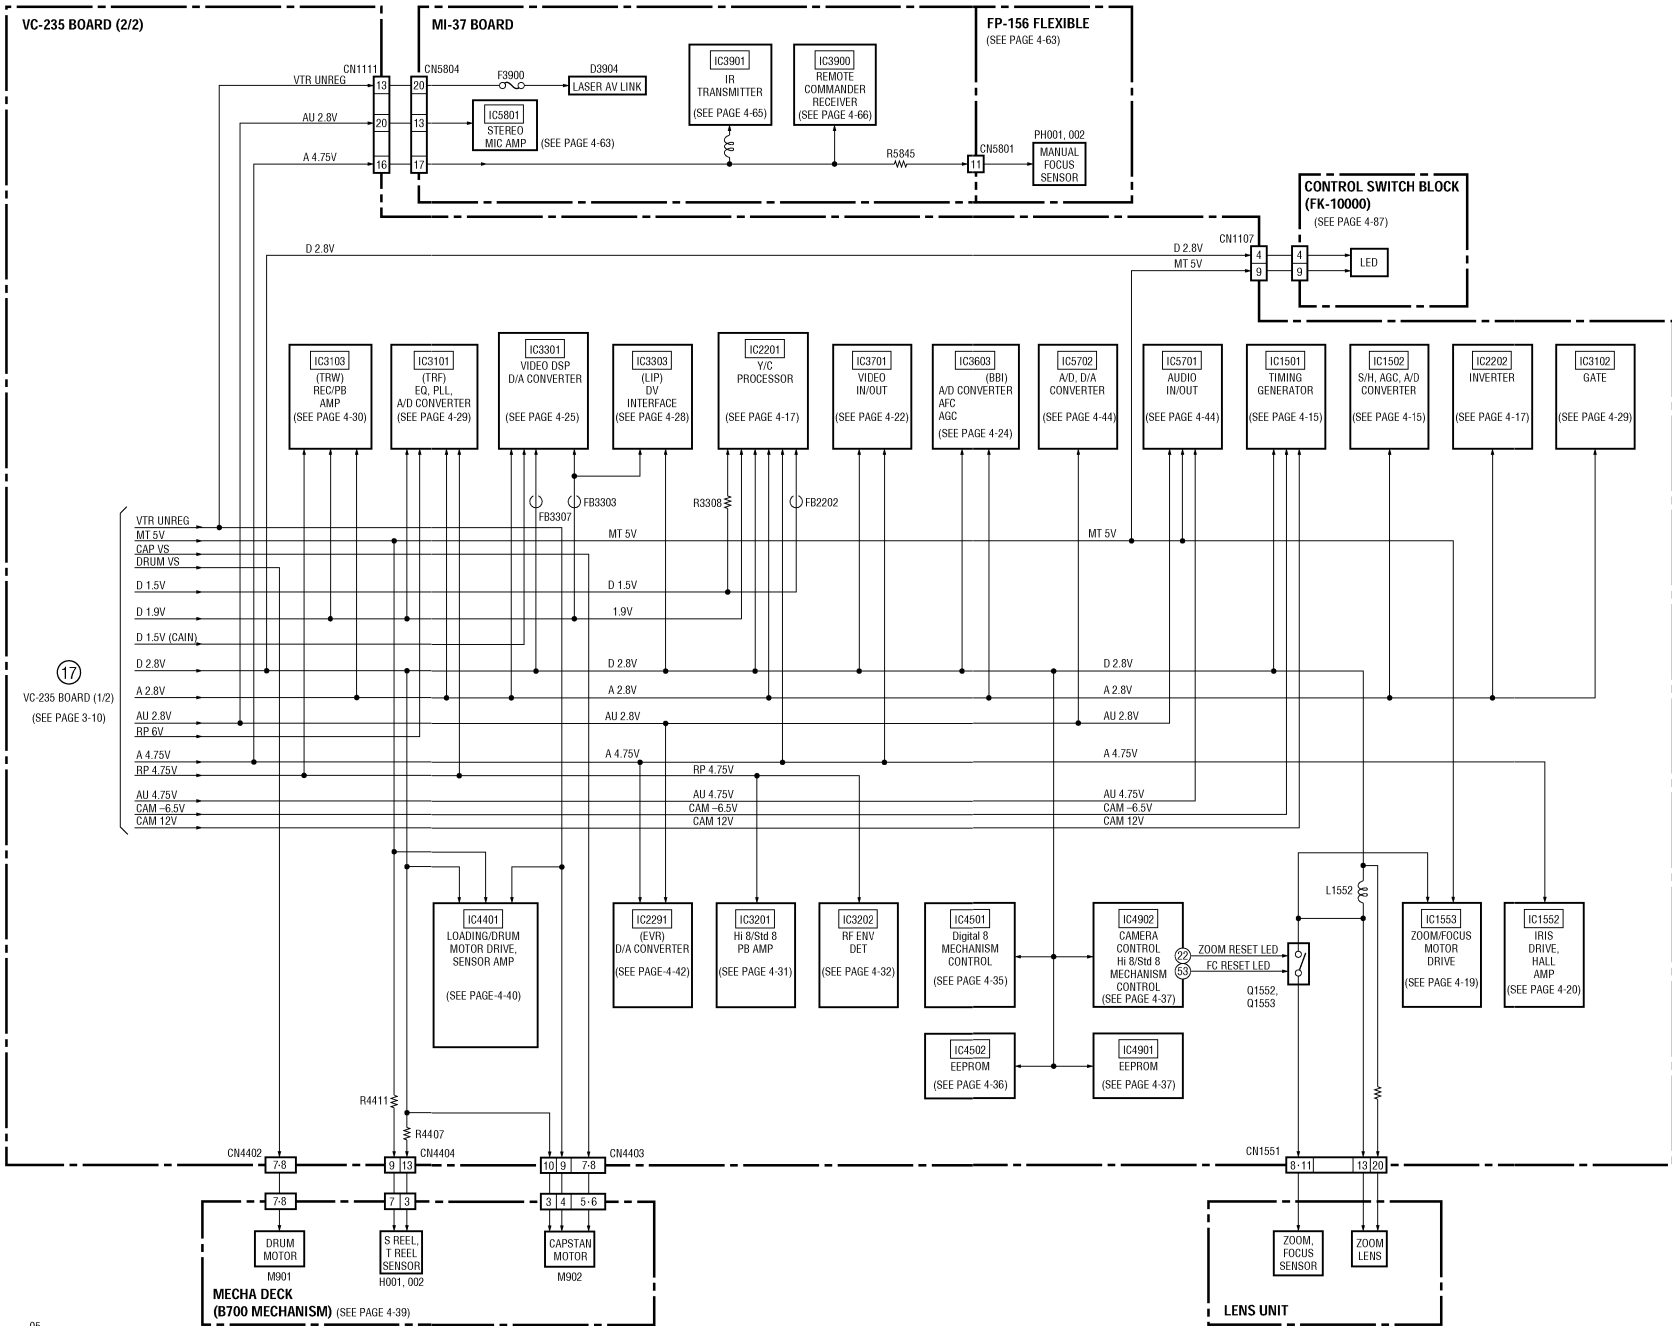 VC-235 BOARD (2/2)
MI-37 BOARD
FP-156 FLEXIBLE
(SEE PAGE 4-63)
CN1111
CN5804
VTR UNREG
13
20
F3900
D3904
LASER AV LINK
AU 2.8V
20
13
IC5801
STEREO
MIC AMP
(SEE PAGE 4-63)
A 4.75V
16
17
IC3901
IR
TRANSMITTER
(SEE PAGE 4-65)
IC3900
REMOTE
COMMANDER
RECEIVER
(SEE PAGE 4-66)
R5845
CN5801
11
PH001, 002
MANUAL
FOCUS
SENSOR
CONTROL SWITCH BLOCK
(FK-10000)
(SEE PAGE 4-87)
CN1107
D 2.8V
D 2.8V
MT 5V
4
9
4
9
LED
IC3103
(TRW)
REC/PB
AMP
(SEE PAGE 4-30)
IC3101
(TRF)
EQ, PLL,
A/D CONVERTER
(SEE PAGE 4-29)
IC3301
VIDEO DSP
D/A CONVERTER
(SEE PAGE 4-25)
IC3303
(LIP)
DV
INTERFACE
(SEE PAGE 4-28)
IC2201
Y/C
PROCESSOR
(SEE PAGE 4-17)
IC3701
VIDEO
IN/OUT
(SEE PAGE 4-22)
IC3603
(BBI)
A/D CONVERTER
AFC
AGC
(SEE PAGE 4-24)
IC5702
A/D, D/A
CONVERTER
(SEE PAGE 4-44)
IC5701
AUDIO
IN/OUT
(SEE PAGE 4-44)
IC1501
TIMING
GENERATOR
(SEE PAGE 4-15)
IC1502
S/H, AGC, A/D
CONVERTER
(SEE PAGE 4-15)
IC2202
INVERTER
(SEE PAGE 4-17)
IC3102
GATE
(SEE PAGE 4-29)
FB3307
FB3303
R3308
FB2202
17
VC-235 BOARD (1/2)
(SEE PAGE 3-10)
VTR UNREG
MT 5V
MT 5V
MT 5V
CAP VS
DRUM VS
D 1.5V
D 1.5V
D 1.9V
1.9V
D 1.5V (CAIN)
D 2.8V
D 2.8V
D 2.8V
A 2.8V
A 2.8V
A 2.8V
AU 2.8V
AU 2.8V
AU 2.8V
RP 6V
A 4.75V
A 4.75V
A 4.75V
RP 4.75V
RP 4.75V
AU 4.75V
AU 4.75V
AU 4.75V
CAM –6.5V
CAM –6.5V
CAM –6.5V
CAM 12V
CAM 12V
CAM 12V
IC4401
LOADING/DRUM
MOTOR DRIVE,
SENSOR AMP
(SEE PAGE-4-40)
IC2291
(EVR)
D/A CONVERTER
(SEE PAGE-4-42)
IC3201
Hi 8/Std 8
PB AMP
(SEE PAGE 4-31)
IC3202
RF ENV
DET
(SEE PAGE 4-32)
IC4501
Digital 8
MECHANISM
CONTROL
(SEE PAGE 4-35)
IC4902
CAMERA
CONTROL
Hi 8/Std 8
MECHANISM
CONTROL
(SEE PAGE 4-37)
22
53
ZOOM RESET LED
FC RESET LED
Q1552,
Q1553
L1552
IC1553
ZOOM/FOCUS
MOTOR
DRIVE
(SEE PAGE 4-19)
IC1552
IRIS
DRIVE,
HALL
AMP
(SEE PAGE 4-20)
IC4502
EEPROM
(SEE PAGE 4-36)
IC4901
EEPROM
(SEE PAGE 4-37)
R4411
R4407
CN4402
7·8
CN4404
9 13
CN4403
10 9 7·8
CN1551
8·11 13 20
7·8
7 3
3 4 5·6
DRUM
MOTOR
M901
S REEL,
T REEL
SENSOR
H001, 002
CAPSTAN
MOTOR
M902
MECHA DECK
(B700 MECHANISM) (SEE PAGE 4-39)
ZOOM,
FOCUS
SENSOR
ZOOM
LENS
LENS UNIT
05